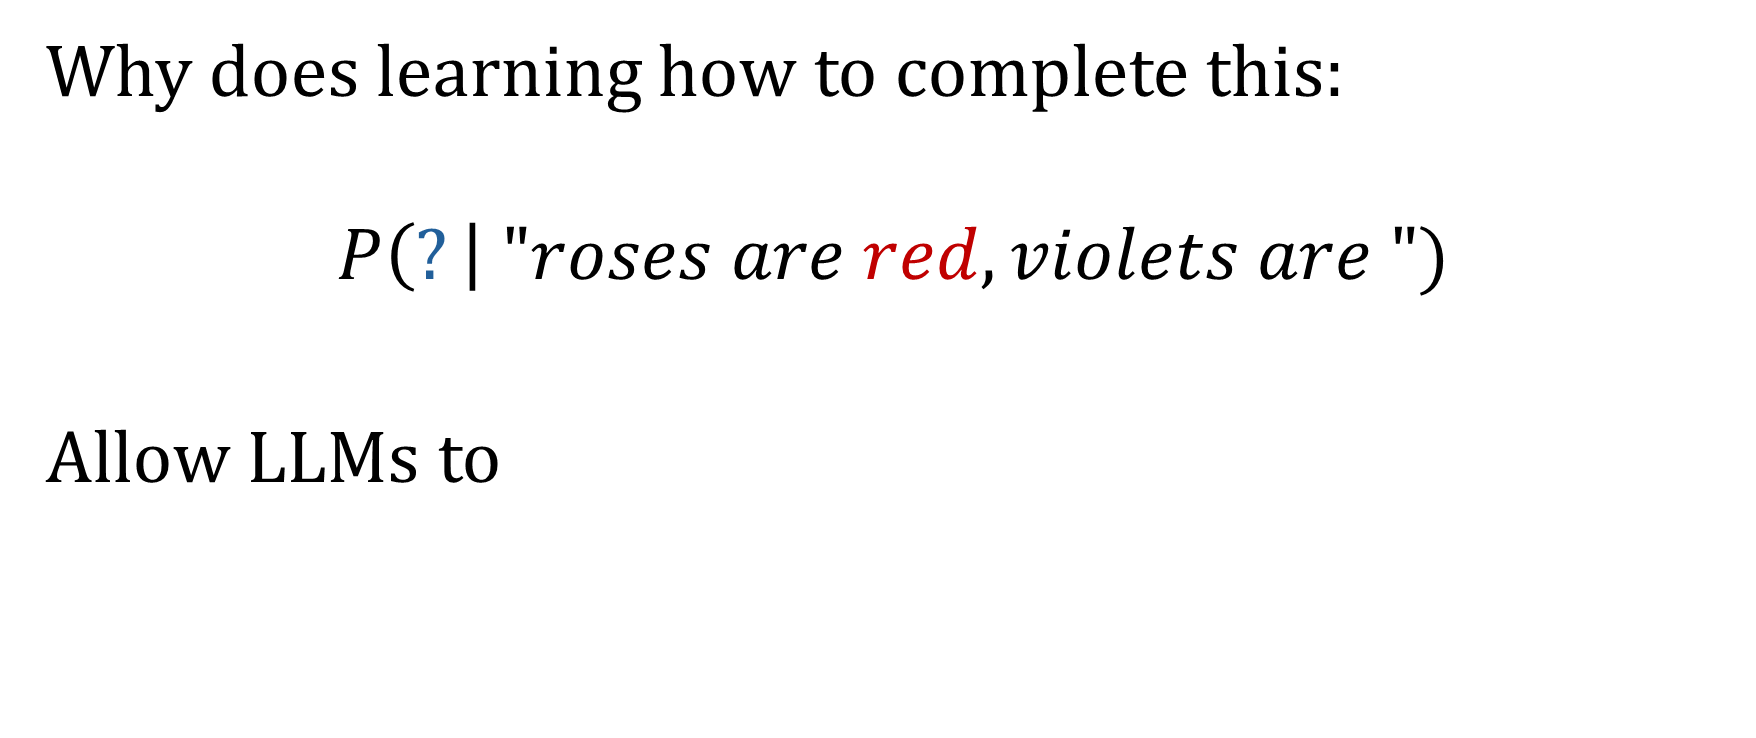 Why does learning how to complete this:
P(? | "roses are red, violets are ")
Allow LLMs to